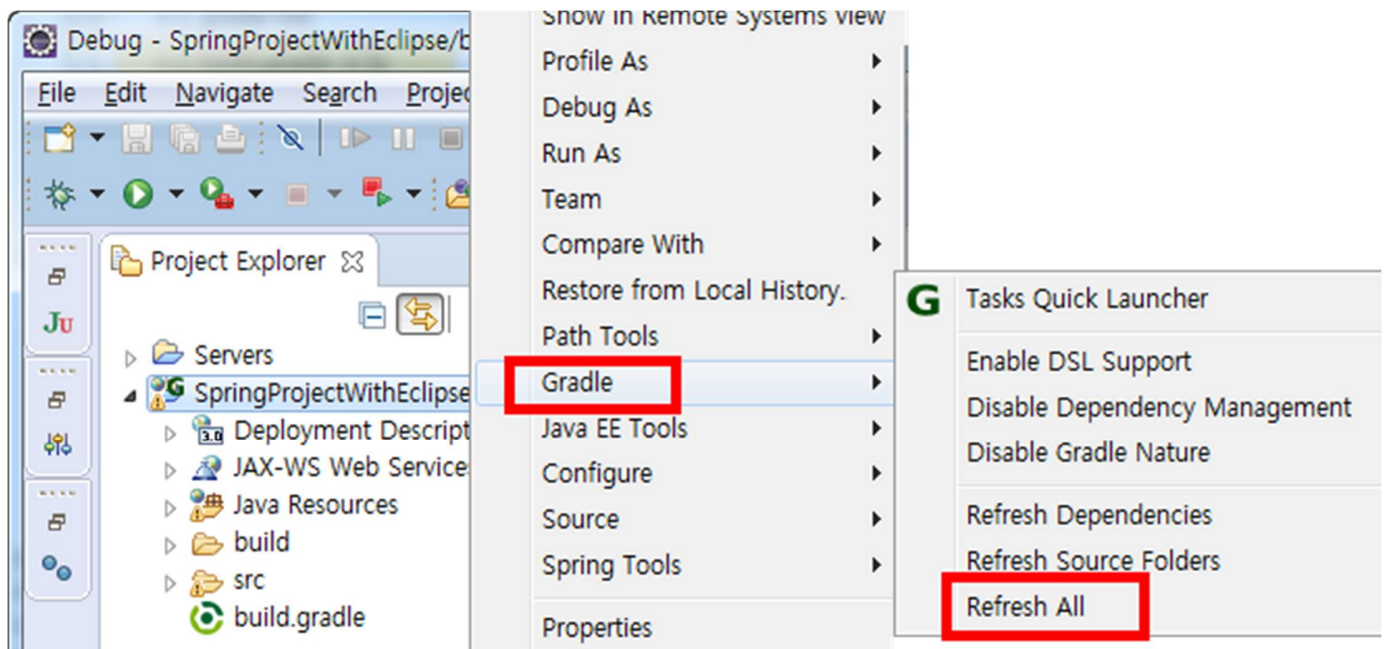 Debug - SpringProjectWithEclipse/b
File Edit Navigate Search Projec
Project Explorer
Ju
Servers
SpringProjectWithEclipse
3.0 Deployment Descript
JAX-WS Web Service
Java Resources
build
src
build.gradle
Show In Remote Systems View
Profile As
Debug As
Run As
Team
Compare With
Restore from Local History.
Path Tools
Gradle
Java EE Tools
Configure
Source
Spring Tools
Properties
G Tasks Quick Launcher
Enable DSL Support
Disable Dependency Management
Disable Gradle Nature
Refresh Dependencies
Refresh Source Folders
Refresh All